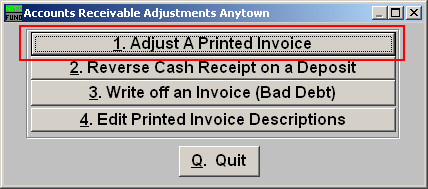 Accounts Receivable Adjustments Anytown
1. Adjust A Printed Invoice
2. Reverse Cash Receipt on a Deposit
3. Write off an Invoice (Bad Debt)
4. Edit Printed Invoice Descriptions
Q. Quit